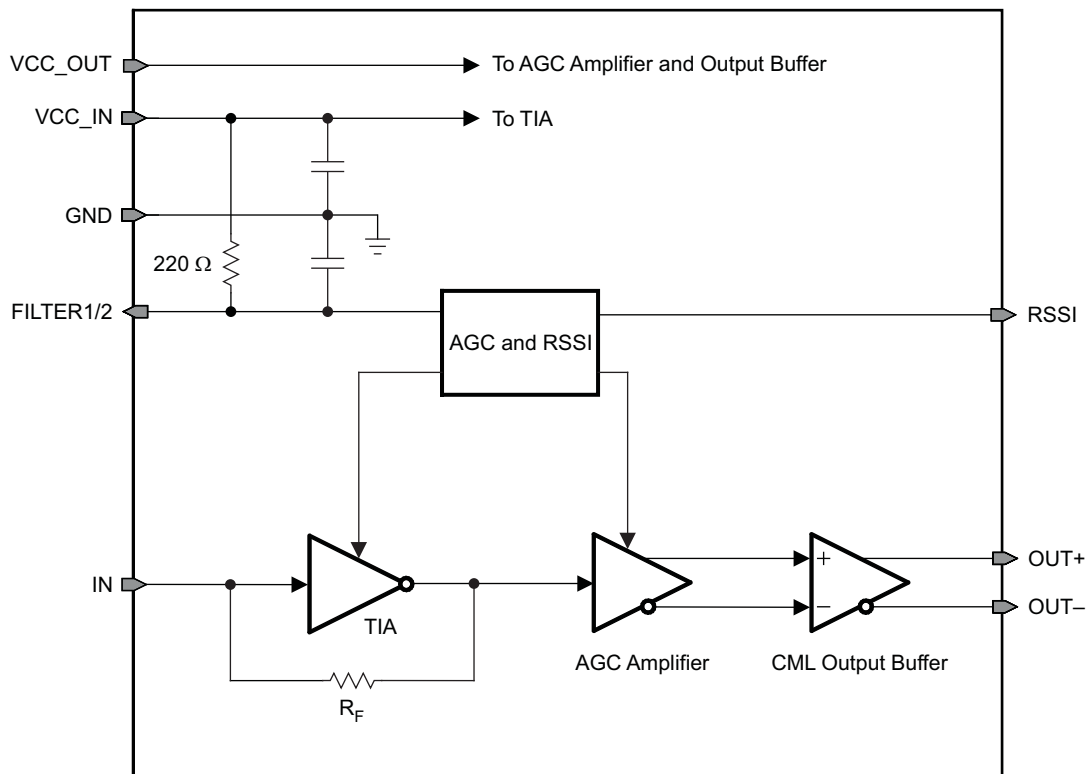 VCC_OUT
To AGC Amplifier and Output Buffer
VCC_IN
To TIA
GND
220 Ω
FILTER1/2
AGC and RSSI
RSSI
IN
TIA
RF
AGC Amplifier
+
−
CML Output Buffer
OUT+
OUT–